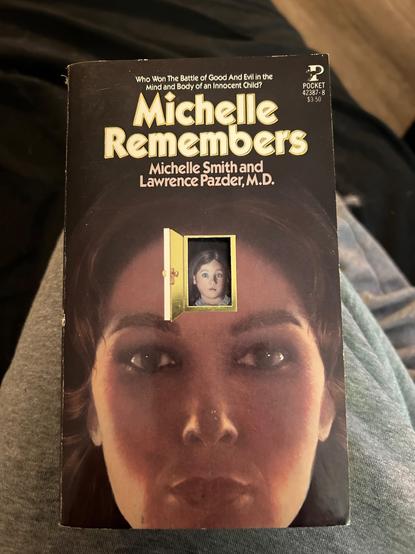 Who Won The Battle of Good And Evil in the
Mind and Body of an Innocent Child?
P
POCKET
42387-8
$3.50
Michelle
Remembers
Michelle Smith and
Lawrence Pazder, M.D.